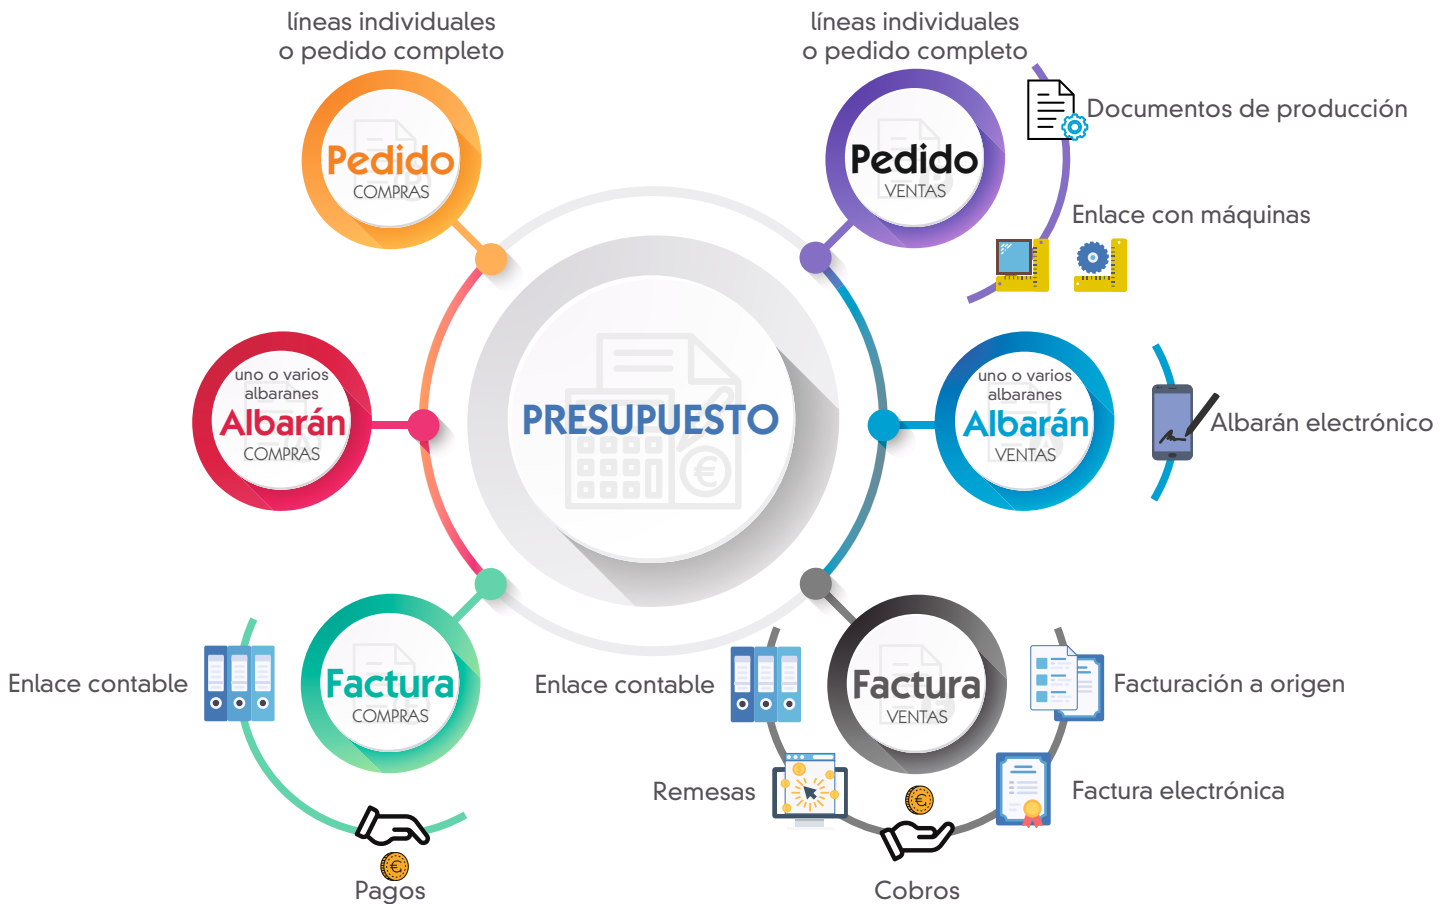 líneas individuales
o pedido completo
Pedido
COMPRAS
líneas individuales
o pedido completo
Pedido
VENTAS
Documentos de producción
Enlace con máquinas
uno o varios
albaranes
Albarán
COMPRAS
PRESUPUESTO
€
uno o varios
albaranes
Albarán
VENTAS
Albarán electrónico
Enlace contable
Factura
COMPRAS
€
Pagos
Enlace contable
Factura
VENTAS
Facturación a origen
Remesas
€
Factura electrónica
Cobros